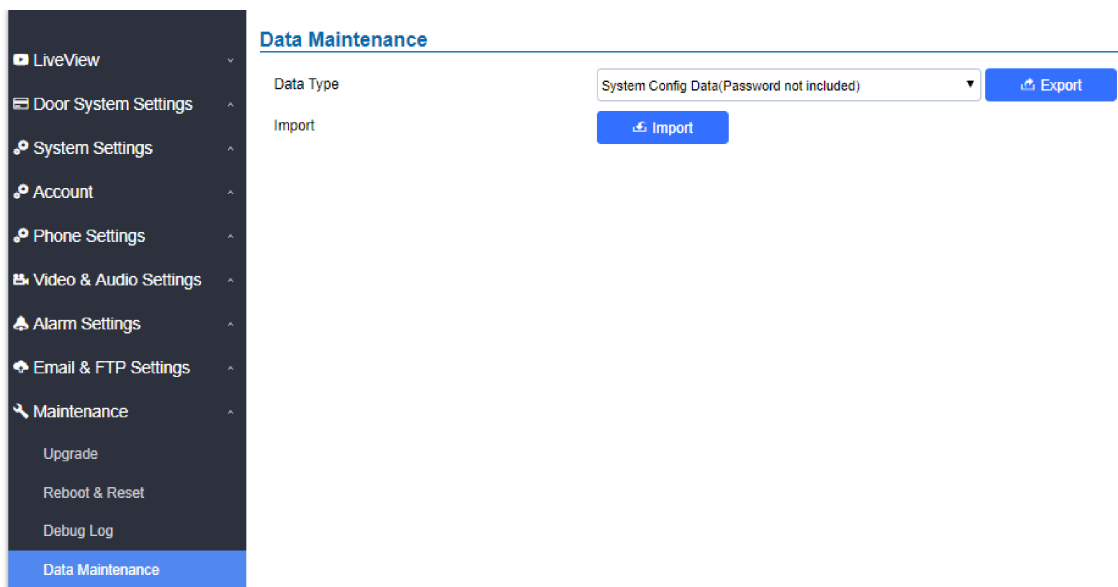 LiveView
Door System Settings
System Settings
Account
Phone Settings
Video & Audio Settings
Alarm Settings
Email & FTP Settings
Maintenance
Upgrade
Reboot & Reset
Debug Log
Data Maintenance
Data Maintenance
Data Type
System Config Data(Password not included)
Export
Import
Import